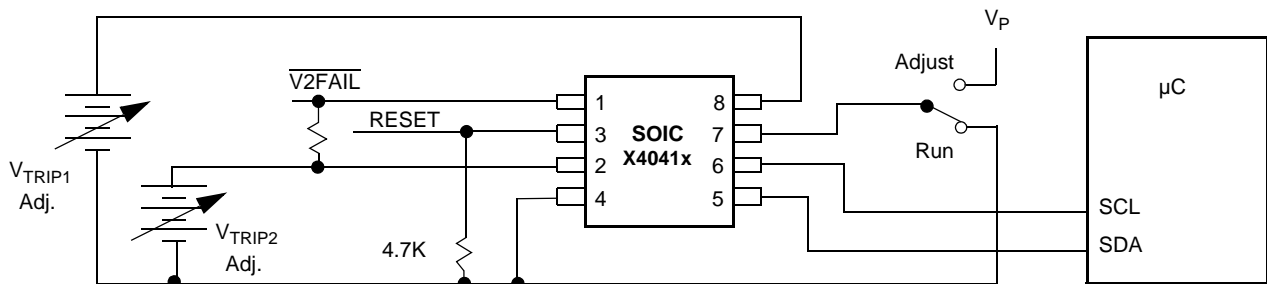 V_P
Adjust
µC
V2FAIL
1
8
RESET
SOIC
X4041x
3
7
2
6
Run
4
5
V_TRIP1
Adj.
V_TRIP2
Adj.
4.7K
SCL
SDA